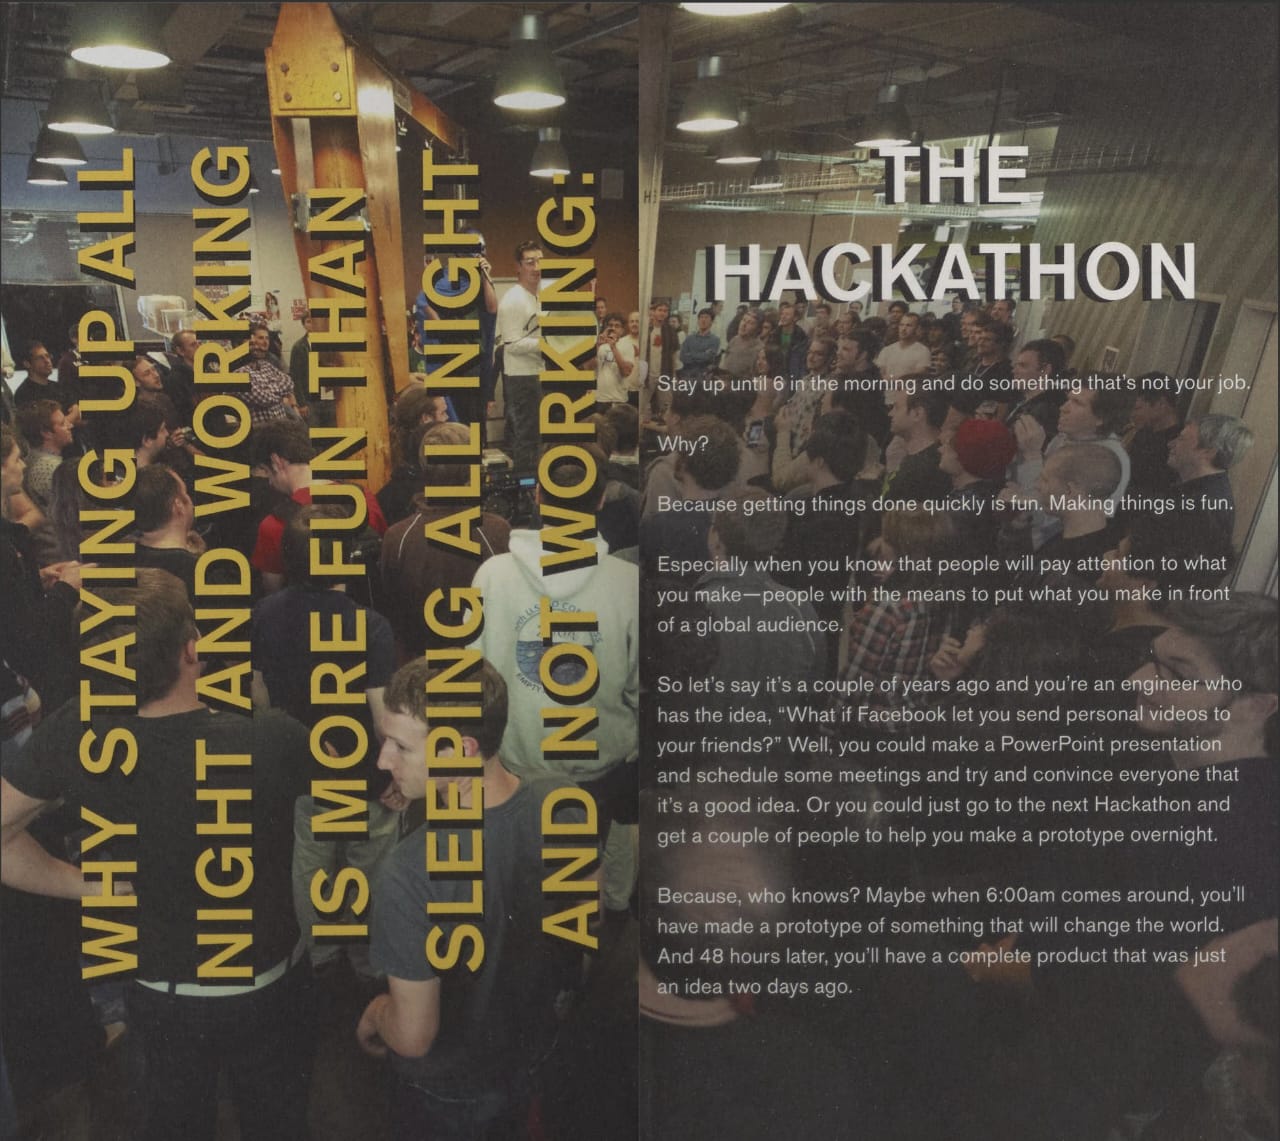 WHY STAYING UP ALL
NIGHT AND WORKING
IS MORE FUN THAN
SLEEPING ALL NIGHT
AND NOT WORKING:
THE
HACKATHON
Stay up until 6 in the morning and do something that’s not your job.
Why?
Because getting things done quickly is fun. Making things is fun.
Especially when you know that people will pay attention to what
you make—people with the means to put what you make in front
of a global audience.
So let’s say it’s a couple of years ago and you’re an engineer who
has the idea, “What if Facebook let you send personal videos to
your friends?” Well, you could make a PowerPoint presentation
and schedule some meetings and try and convince everyone that
it’s a good idea. Or you could just go to the next Hackathon and
get a couple of people to help you make a prototype overnight.
Because, who knows? Maybe when 6:00am comes around, you’ll
have made a prototype of something that will change the world.
And 48 hours later, you’ll have a complete product that was just
an idea two days ago.